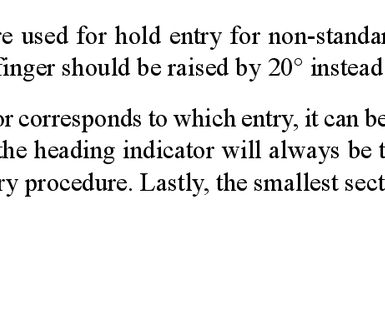 re used for hold entry for non-standar
finger should be raised by 20° instead
or corresponds to which entry, it can be
the heading indicator will always be t
ry procedure. Lastly, the smallest sect